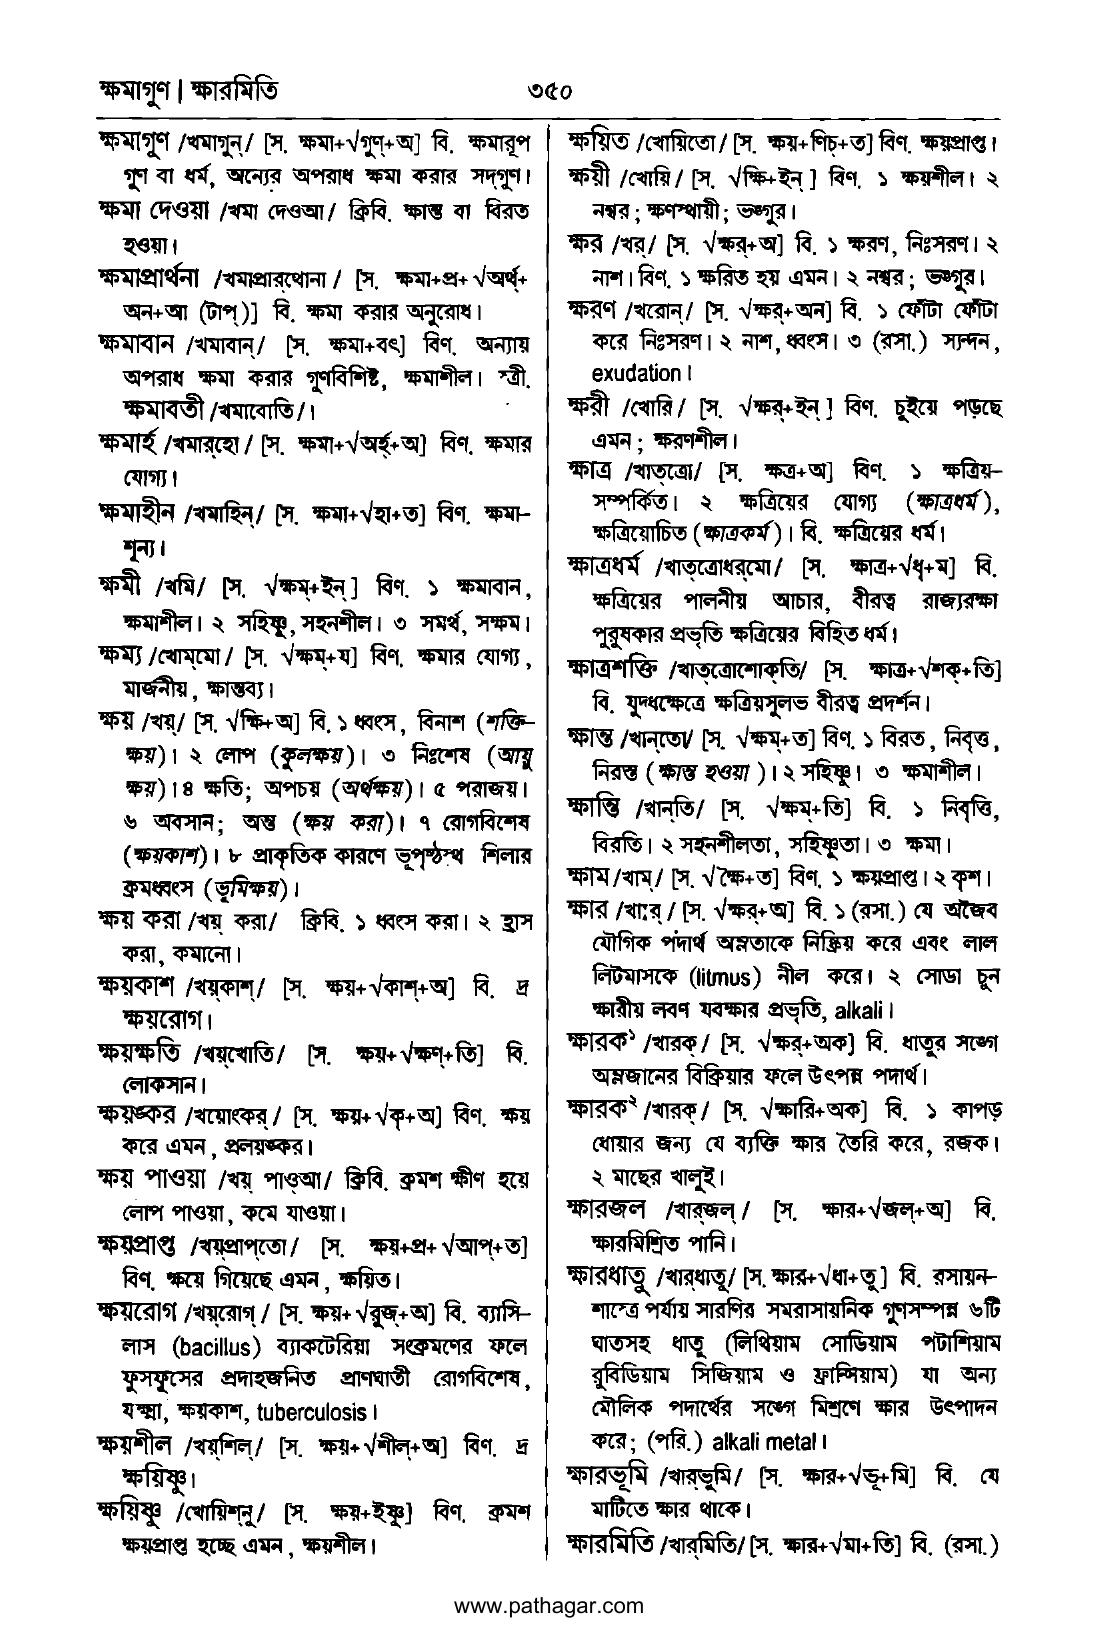 ক্ষমাগুণ | ক্ষারমিতি
৩৫০
ক্ষমাগুণ /খমাগুন্/ [স. ক্ষমা+√গুণ্+অ] বি. ক্ষমারূপ
গুণ বা ধর্ম, অন্যের অপরাধ ক্ষমা করার সদ্‌গুণ।
ক্ষমা দেওয়া /খমা দেওআ/ ক্রিবি. ক্ষান্ত বা বিরত
হওয়া।
ক্ষমাপ্রার্থনা /খমাপ্রার্‌থোনা/ [স. ক্ষমা+প্র+√অর্থ্+
অন+আ (টাপ্)] বি. ক্ষমা করার অনুরোধ।
ক্ষমাবান /খমাবান্/ [স. ক্ষমা+বৎ] বিণ. অন্যায়
অপরাধ ক্ষমা করার গুণবিশিষ্ট, ক্ষমাশীল। স্ত্রী.
ক্ষমাবতী /খমাবোতি/।
ক্ষমার্হ /খমার্‌হো/ [স. ক্ষমা+√অর্হ্+অ] বিণ. ক্ষমার
যোগ্য।
ক্ষমাহীন /খমাহিন্/ [স. ক্ষমা+√হা+ত] বিণ. ক্ষমা-
শূন্য।
ক্ষমী /খমি/ [স. √ক্ষম্+ইন্] বিণ. ১ ক্ষমাবান,
ক্ষমাশীল। ২ সহিষ্ণু, সহনশীল। ৩ সমর্থ, সক্ষম।
ক্ষম্য /খোম্‌মো/ [স. √ক্ষম্+য] বিণ. ক্ষমার যোগ্য,
মার্জনীয়, ক্ষান্তব্য।
ক্ষয় /খয়্/ [স. √ক্ষি+অ] বি. ১ ধ্বংস, বিনাশ (শক্তি-
ক্ষয়)। ২ লোপ (কুলক্ষয়)। ৩ নিঃশেষ (আয়ু
ক্ষয়)। ৪ ক্ষতি; অপচয় (অর্থক্ষয়)। ৫ পরাজয়।
৬ অবসান; অন্ত (ক্ষয় করা)। ৭ রোগবিশেষ
(ক্ষয়কাশ)। ৮ প্রাকৃতিক কারণে ভূপৃষ্ঠস্থ শিলার
ক্রমধ্বংস (ভূমিক্ষয়)।
ক্ষয় করা /খয়্ করা/ ক্রিবি. ১ ধ্বংস করা। ২ হ্রাস
করা, কমানো।
ক্ষয়কাশ /খয়্‌কাশ্/ [স. ক্ষয়+√কাশ্+অ] বি. দ্র
ক্ষয়রোগ।
ক্ষয়ক্ষতি /খয়্‌খোতি/ [স. ক্ষয়+√ক্ষণ্+তি] বি.
লোকসান।
ক্ষয়ঙ্কর /খয়োংকর্/ [স. ক্ষয়+√কৃ+অ] বিণ. ক্ষয়
করে এমন, প্রলয়ঙ্কর।
ক্ষয় পাওয়া /খয়্ পাওআ/ ক্রিবি. ক্রমশ ক্ষীণ হয়ে
লোপ পাওয়া, কমে যাওয়া।
ক্ষয়প্রাপ্ত /খয়্‌প্রাপ্‌তো/ [স. ক্ষয়+প্র+√আপ্+ত]
বিণ. ক্ষয়ে গিয়েছে এমন, ক্ষয়িত।
ক্ষয়রোগ /খয়্‌রোগ্/ [স. ক্ষয়+√রুজ্+অ] বি. ব্যাসি-
লাস (bacillus) ব্যাকটেরিয়া সংক্রমণের ফলে
ফুসফুসের প্রদাহজনিত প্রাণঘাতী রোগবিশেষ,
যক্ষ্মা, ক্ষয়কাশ, tuberculosis।
ক্ষয়শীল /খয়্‌শিল্/ [স. ক্ষয়+√শীল্+অ] বিণ. দ্র
ক্ষয়িষ্ণু।
ক্ষয়িষ্ণু /খোয়িশ্‌নু/ [স. ক্ষয়+ইষ্ণু] বিণ. ক্রমশ
ক্ষয়প্রাপ্ত হচ্ছে এমন, ক্ষয়শীল।
ক্ষয়িত /খোয়িতো/ [স. ক্ষয়+ণিচ্+ত] বিণ. ক্ষয়প্রাপ্ত।
ক্ষয়ী /খোয়ি/ [স. √ক্ষি+ইন্] বিণ. ১ ক্ষয়শীল। ২
নশ্বর; ক্ষণস্থায়ী; ভঙ্গুর।
ক্ষর /খর্/ [স. √ক্ষর্+অ] বি. ১ ক্ষরণ, নিঃসরণ। ২
নাশ। বিণ. ১ ক্ষরিত হয় এমন। ২ নশ্বর; ভঙ্গুর।
ক্ষরণ /খরোন্/ [স. √ক্ষর্+অন] বি. ১ ফোঁটা ফোঁটা
করে নিঃসরণ। ২ নাশ, ধ্বংস। ৩ (রসা.) স্যন্দন,
exudation।
ক্ষরী /খোরি/ [স. √ক্ষর্+ইন্] বিণ. চুইয়ে পড়ছে
এমন; ক্ষরণশীল।
ক্ষাত্র /খাত্‌ত্রো/ [স. ক্ষত্র+অ] বিণ. ১ ক্ষত্রিয়-
সম্পর্কিত। ২ ক্ষত্রিয়ের যোগ্য (ক্ষাত্রধর্ম),
ক্ষত্রিয়োচিত (ক্ষাত্রকর্ম)। বি. ক্ষত্রিয়ের ধর্ম।
ক্ষাত্রধর্ম /খাত্‌ত্রোধর্‌মো/ [স. ক্ষাত্র+√ধৃ+ম] বি.
ক্ষত্রিয়ের পালনীয় আচার, বীরত্ব রাজ্যরক্ষা
পুরুষকার প্রভৃতি ক্ষত্রিয়ের বিহিত ধর্ম।
ক্ষাত্রশক্তি /খাত্‌ত্রোশোক্‌তি/ [স. ক্ষাত্র+√শক্+তি]
বি. যুদ্ধক্ষেত্রে ক্ষত্রিয়সুলভ বীরত্ব প্রদর্শন।
ক্ষান্ত /খান্‌তো/ [স. √ক্ষম্+ত] বিণ. ১ বিরত, নিবৃত্ত,
নিরস্ত (ক্ষান্ত হওয়া)। ২ সহিষ্ণু। ৩ ক্ষমাশীল।
ক্ষান্তি /খান্‌তি/ [স. √ক্ষম্+তি] বি. ১ নিবৃত্তি,
বিরতি। ২ সহনশীলতা, সহিষ্ণুতা। ৩ ক্ষমা।
ক্ষাম /খাম্/ [স. √ক্ষৈ+ত] বিণ. ১ ক্ষয়প্রাপ্ত। ২ কৃশ।
ক্ষার /খার্/ [স. √ক্ষর্+অ] বি. ১ (রসা.) যে অজৈব
যৌগিক পদার্থ অম্লতাকে নিষ্ক্রিয় করে এবং লাল
লিটমাসকে (litmus) নীল করে। ২ সোডা চুন
ক্ষারীয় লবণ যবক্ষার প্রভৃতি, alkali।
ক্ষারক¹ /খারক্/ [স. √ক্ষর্+অক] বি. ধাতুর সঙ্গে
অম্লজানের বিক্রিয়ার ফলে উৎপন্ন পদার্থ।
ক্ষারক² /খারক্/ [স. √ক্ষারি+অক] বি. ১ কাপড়
ধোয়ার জন্য যে ব্যক্তি ক্ষার তৈরি করে, রজক।
২ মাছের খালুই।
ক্ষারজল /খার্‌জল্/ [স. ক্ষার+√জল্+অ] বি.
ক্ষারমিশ্রিত পানি।
ক্ষারধাতু /খার্‌ধাতু/ [স. ক্ষার+√ধা+তু] বি. রসায়ন-
শাস্ত্রে পর্যায় সারণির সমরাসায়নিক গুণসম্পন্ন ৬টি
ঘাতসহ ধাতু (লিথিয়াম সোডিয়াম পটাশিয়াম
রুবিডিয়াম সিজিয়াম ও ফ্রান্সিয়াম) যা অন্য
মৌলিক পদার্থের সঙ্গে মিশ্রণে ক্ষার উৎপাদন
করে; (পরি.) alkali metal।
ক্ষারভূমি /খার্‌ভুমি/ [স. ক্ষার+√ভূ+মি] বি. যে
মাটিতে ক্ষার থাকে।
ক্ষারমিতি /খার্‌মিতি/ [স. ক্ষার+√মা+তি] বি. (রসা.)
www.pathagar.com